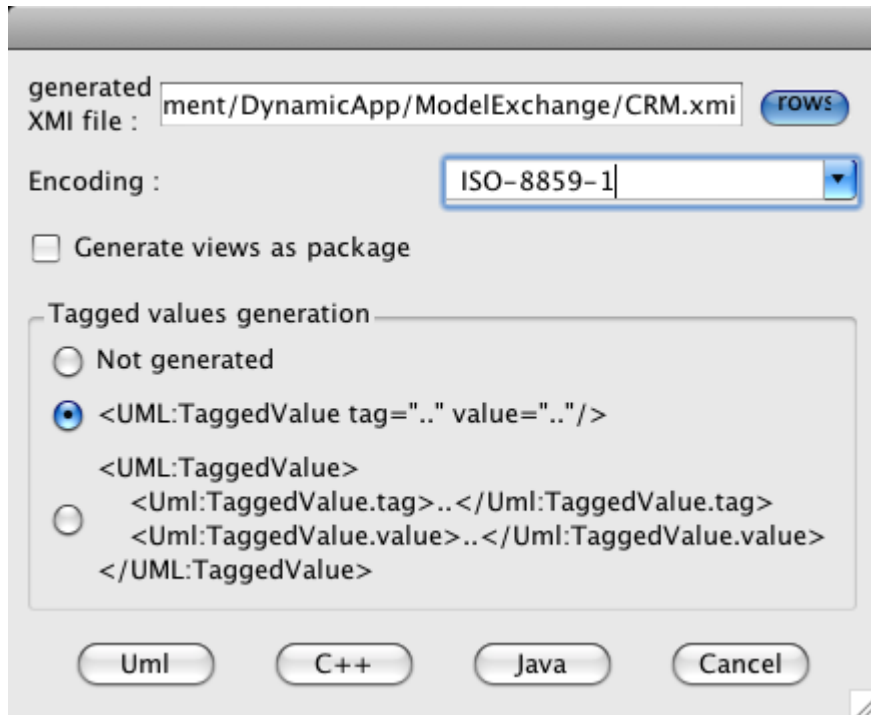 generated
XMI file :
ment/DynamicApp/ModelExchange/CRM.xmi
rows
Encoding :
ISO-8859-1
Generate views as package
Tagged values generation
Not generated
<UML:TaggedValue tag=".." value=".."/>
<UML:TaggedValue>
<Uml:TaggedValue.tag>..</Uml:TaggedValue.tag>
<Uml:TaggedValue.value>..</Uml:TaggedValue.value>
</UML:TaggedValue>
Uml
C++
Java
Cancel